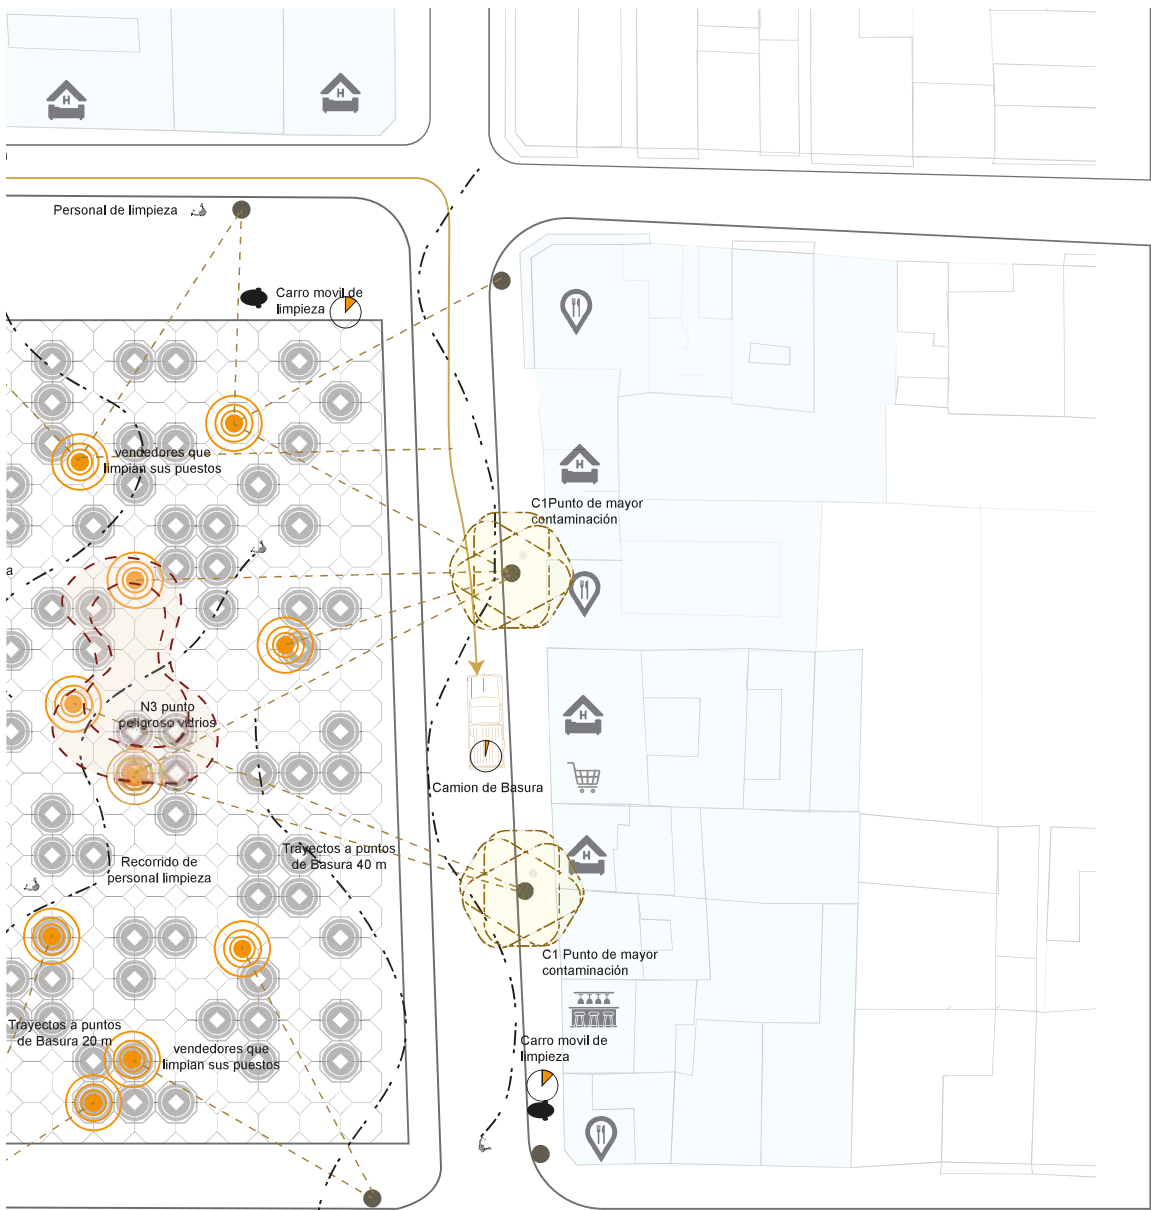 H
H
Personal de limpieza
Carro movil de
limpieza
vendedores que
limpian sus puestos
H
C1Punto de mayor
contaminación
a
N3 punto
peligroso vidrios
H
Camion de Basura
Trayectos a puntos
de Basura 40 m
H
Recorrido de
personal limpieza
C1 Punto de mayor
contaminación
Trayectos a puntos
de Basura 20 m
vendedores que
limpian sus puestos
Carro movil de
limpieza